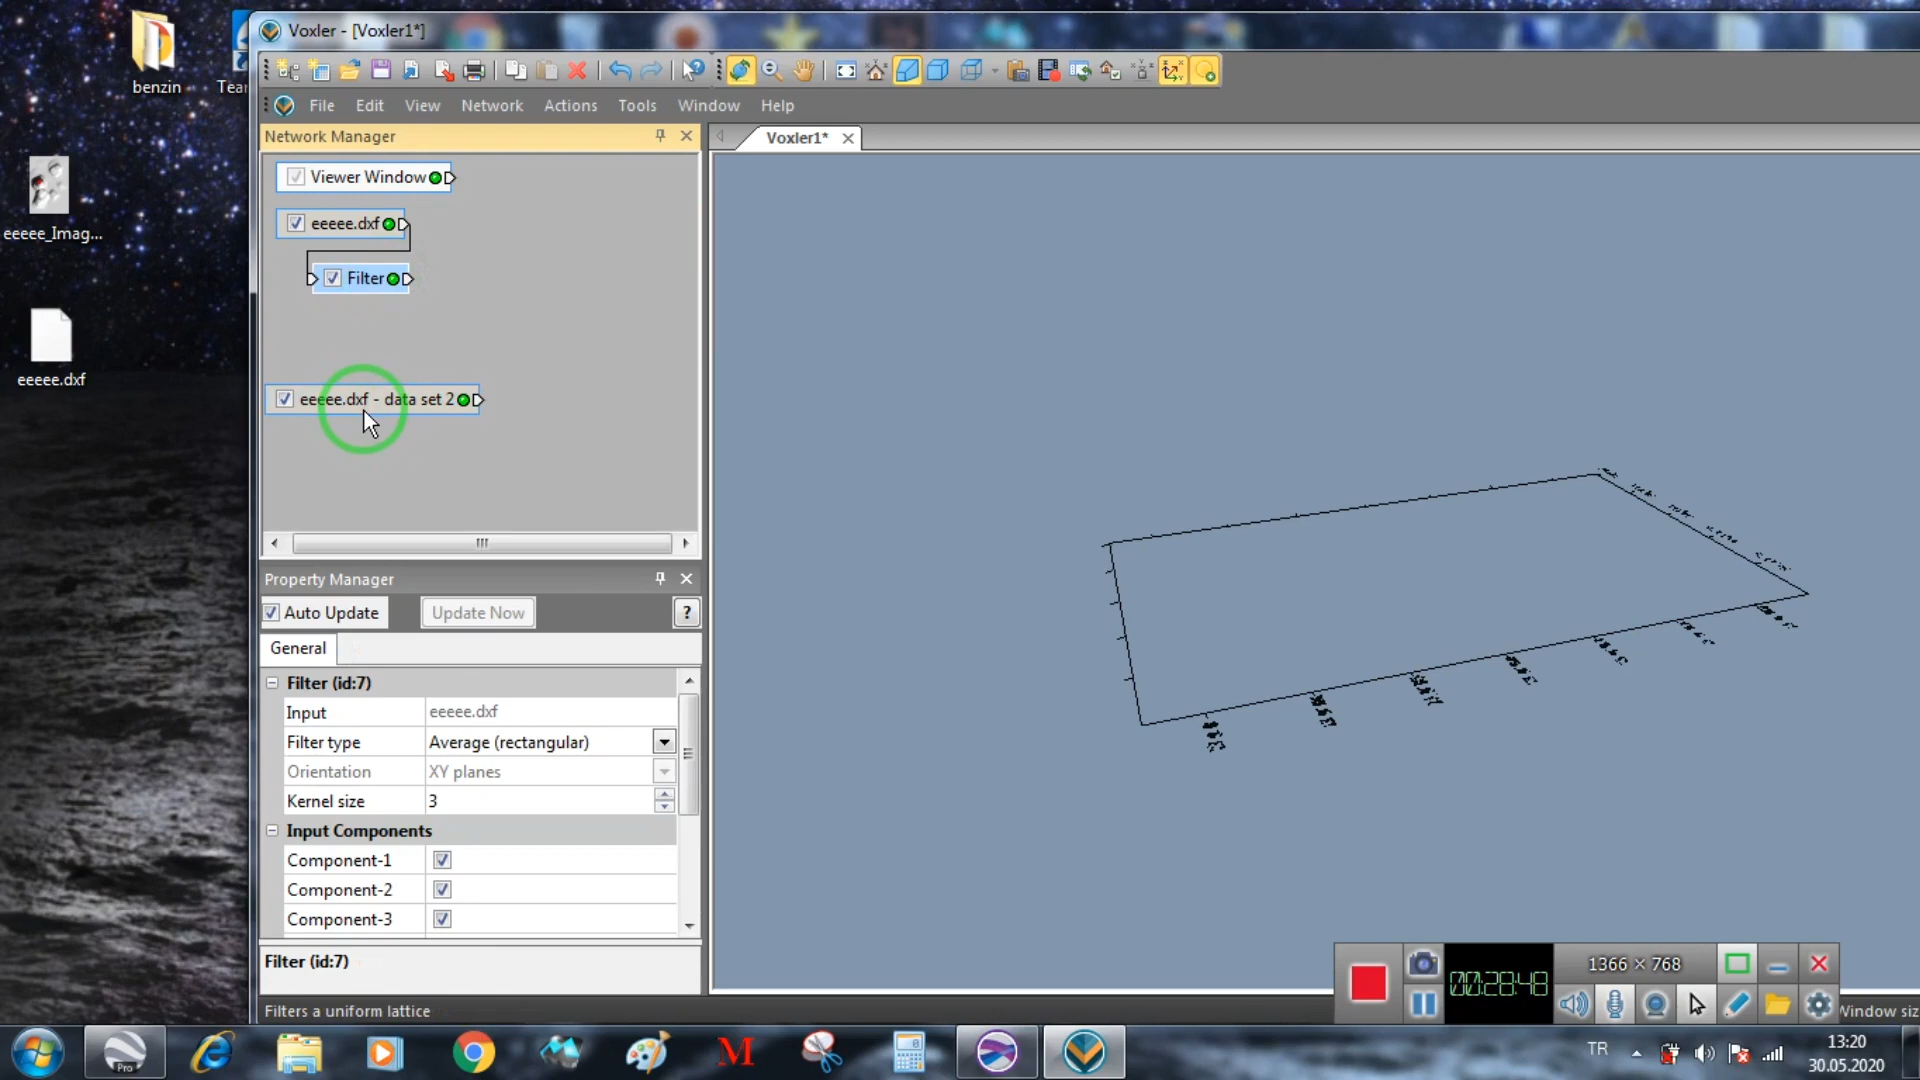 benzin
Tear
eeeee_Imag...
eeeee.dxf
Voxler - [Voxler1*]
File Edit View Network Actions Tools Window Help
Network Manager
Viewer Window
eeeee.dxf
Filter
eeeee.dxf - data set 2
Voxler1*
Property Manager
Auto Update
Update Now
?
General
Filter (id:7)
Input eeeee.dxf
Filter type Average (rectangular)
Orientation XY planes
Kernel size 3
Input Components
Component-1
Component-2
Component-3
Filter (id:7)
Filters a uniform lattice
00:28:48
1366 × 768
Window siz
Pro
M
TR
13:20
30.05.2020